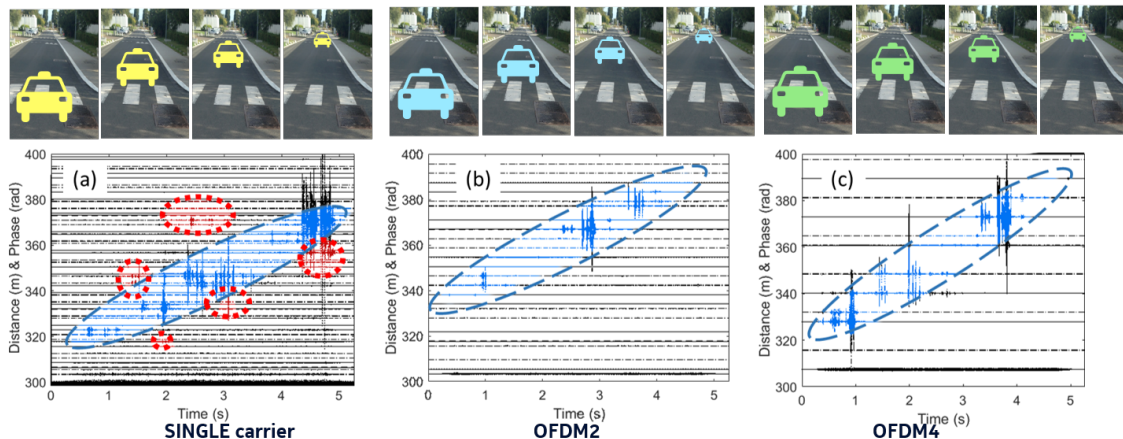 (a)
400
380
360
340
320
300
Distance (m) & Phase (rad)
0 1 2 3 4 5
Time (s)
SINGLE carrier
(b)
400
380
360
340
320
300
Distance (m) & Phase (rad)
0 1 2 3 4 5
Time (s)
OFDM2
(c)
400
380
360
340
320
300
Distance (m) & Phase (rad)
0 1 2 3 4 5
Time (s)
OFDM4